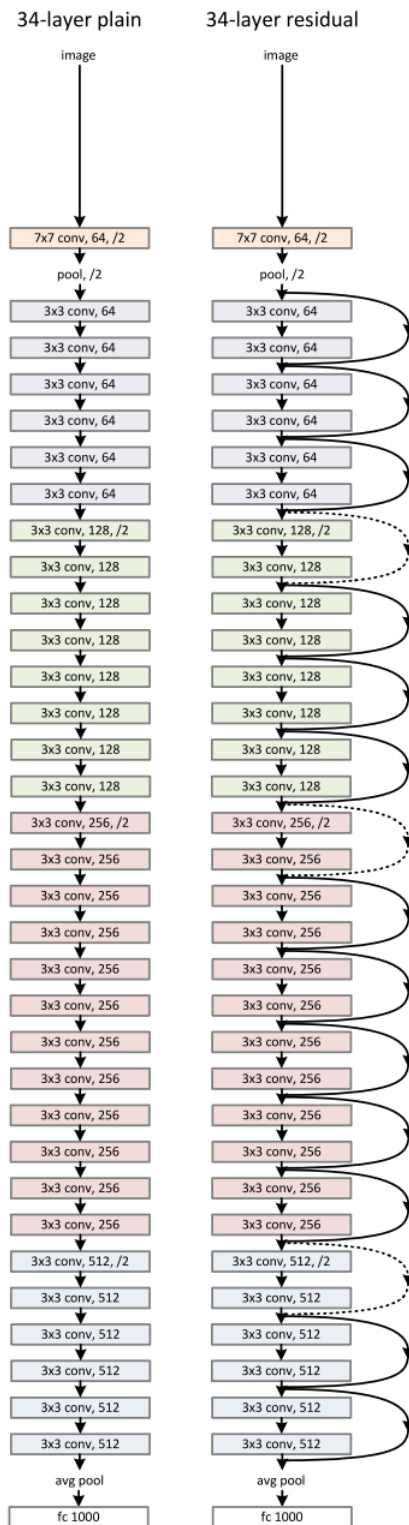 34-layer plain
image
7x7 conv, 64, /2
pool, /2
3x3 conv, 64
3x3 conv, 64
3x3 conv, 64
3x3 conv, 64
3x3 conv, 64
3x3 conv, 64
3x3 conv, 128, /2
3x3 conv, 128
3x3 conv, 128
3x3 conv, 128
3x3 conv, 128
3x3 conv, 128
3x3 conv, 128
3x3 conv, 128
3x3 conv, 256, /2
3x3 conv, 256
3x3 conv, 256
3x3 conv, 256
3x3 conv, 256
3x3 conv, 256
3x3 conv, 256
3x3 conv, 256
3x3 conv, 256
3x3 conv, 256
3x3 conv, 256
3x3 conv, 256
3x3 conv, 512, /2
3x3 conv, 512
3x3 conv, 512
3x3 conv, 512
3x3 conv, 512
3x3 conv, 512
avg pool
fc 1000
34-layer residual
image
7x7 conv, 64, /2
pool, /2
3x3 conv, 64
3x3 conv, 64
3x3 conv, 64
3x3 conv, 64
3x3 conv, 64
3x3 conv, 64
3x3 conv, 128, /2
3x3 conv, 128
3x3 conv, 128
3x3 conv, 128
3x3 conv, 128
3x3 conv, 128
3x3 conv, 128
3x3 conv, 128
3x3 conv, 256, /2
3x3 conv, 256
3x3 conv, 256
3x3 conv, 256
3x3 conv, 256
3x3 conv, 256
3x3 conv, 256
3x3 conv, 256
3x3 conv, 256
3x3 conv, 256
3x3 conv, 256
3x3 conv, 256
3x3 conv, 512, /2
3x3 conv, 512
3x3 conv, 512
3x3 conv, 512
3x3 conv, 512
3x3 conv, 512
avg pool
fc 1000